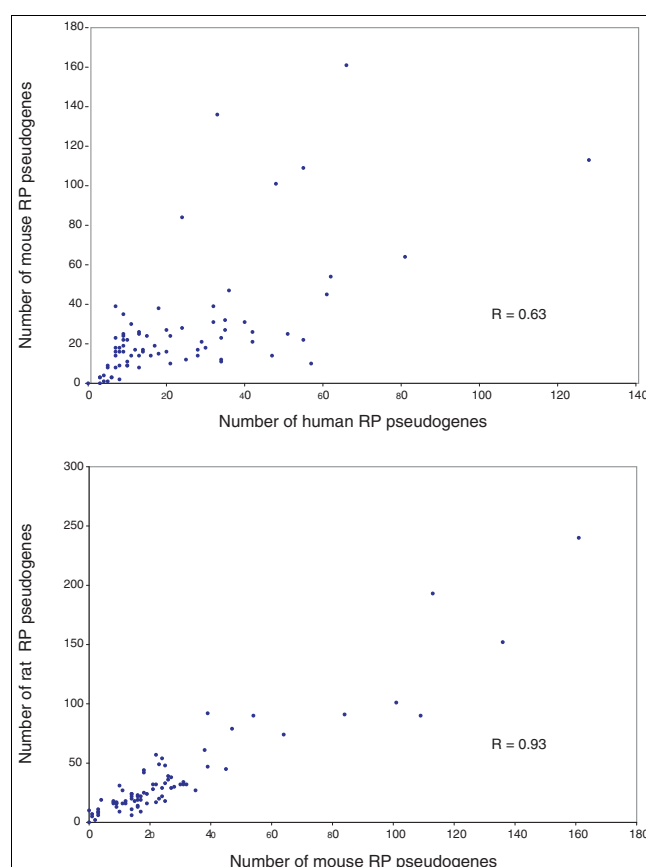 180
160
140
120
100
80
60
40
20
0
0 20 40 60 80 100 120 140
Number of mouse RP pseudogenes
Number of human RP pseudogenes
R = 0.63
300
250
200
150
100
50
0
0 20 40 60 80 100 120 140 160 180
Number of rat RP pseudogenes
Number of mouse RP pseudogenes
R = 0.93